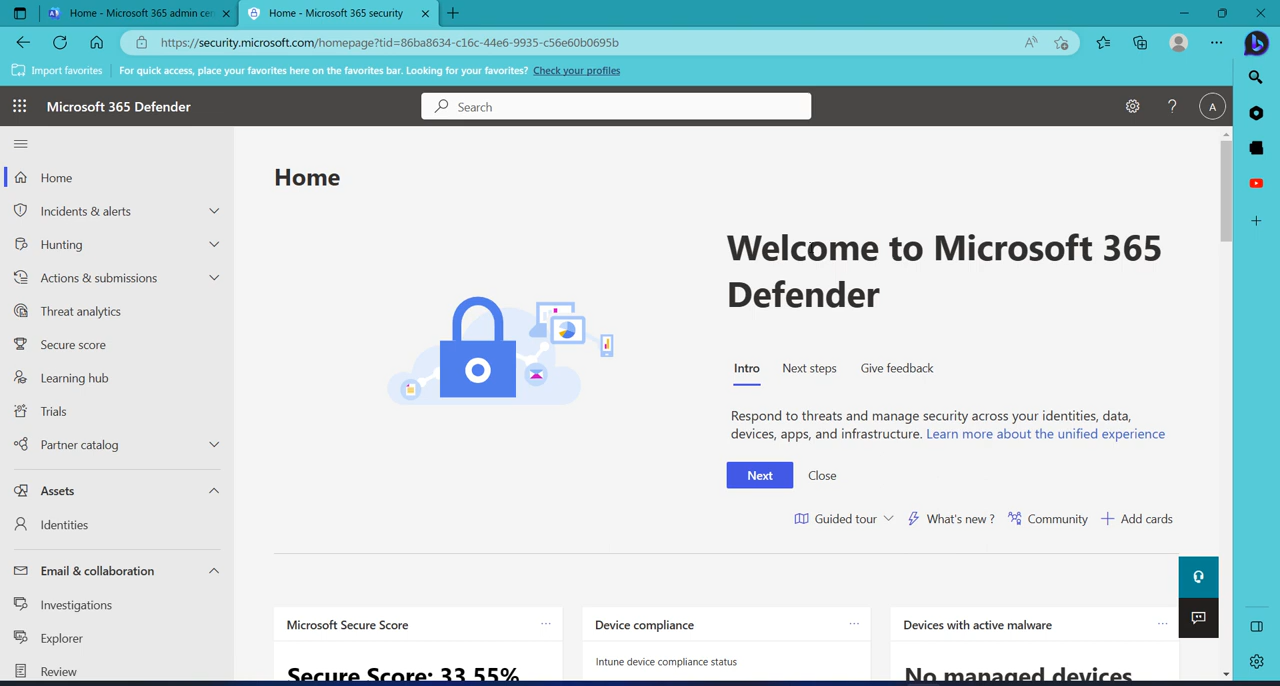 Home - Microsoft 365 admin cen
Home - Microsoft 365 security
https://security.microsoft.com/homepage?tid=86ba8634-c16c-44e6-9935-c56e60b0695b
Import favorites
For quick access, place your favorites here on the favorites bar. Looking for your favorites? Check your profiles
Microsoft 365 Defender
Search
A
Home
Incidents & alerts
Hunting
Actions & submissions
Threat analytics
Secure score
Learning hub
Trials
Partner catalog
Assets
Identities
Email & collaboration
Investigations
Explorer
Review
Home
Welcome to Microsoft 365
Defender
Intro Next steps Give feedback
Respond to threats and manage security across your identities, data,
devices, apps, and infrastructure. Learn more about the unified experience
Next Close
Guided tour What's new ? Community Add cards
Microsoft Secure Score
Secure Score: 33.55%
Device compliance
Intune device compliance status
Devices with active malware
No managed devices